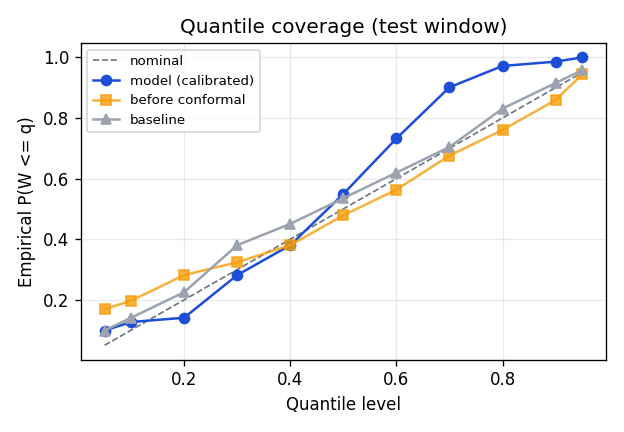 Quantile coverage (test window)
nominal
model (calibrated)
before conformal
baseline
Empirical P(W <= q)
1.0
0.8
0.6
0.4
0.2
0.2
0.4
0.6
0.8
Quantile level